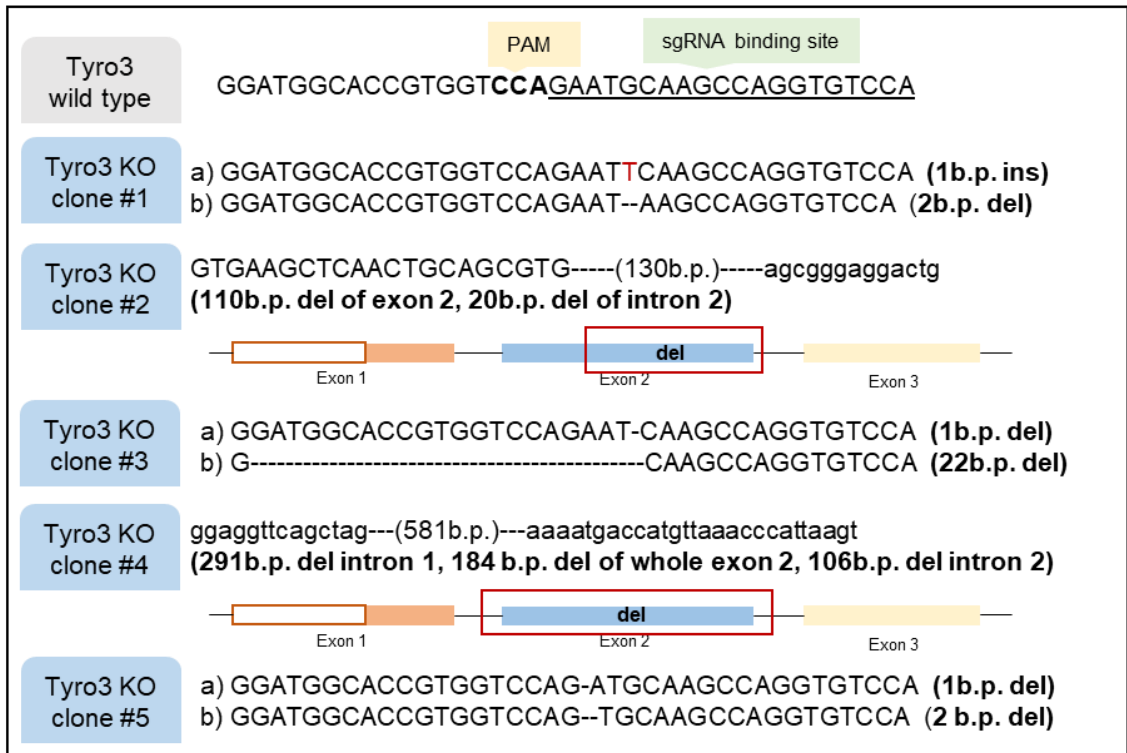 PAM
sgRNA binding site
Tyro3
wild type
GGATGGCACCGTGGTCCAGAATGCAAGCCAGGTGTCCA
Tyro3 KO
clone #1
a) GGATGGCACCGTGGTCCAGAATTCAAGCCAGGTGTCCA (1b.p. ins)
b) GGATGGCACCGTGGTCCAGAAT--AAGCCAGGTGTCCA (2b.p. del)
Tyro3 KO
clone #2
GTGAAGCTCAACTGCAGCGTG-----(130b.p.)-----agcgggaggactg
(110b.p. del of exon 2, 20b.p. del of intron 2)
del
Exon 1
Exon 2
Exon 3
Tyro3 KO
clone #3
a) GGATGGCACCGTGGTCCAGAAT-CAAGCCAGGTGTCCA (1b.p. del)
b) G----------------------------------------CAAGCCAGGTGTCCA (22b.p. del)
Tyro3 KO
clone #4
ggaggttcagctag---(581b.p.)---aaaatgaccatgttaaacccattaagt
(291b.p. del intron 1, 184 b.p. del of whole exon 2, 106b.p. del intron 2)
del
Exon 1
Exon 2
Exon 3
Tyro3 KO
clone #5
a) GGATGGCACCGTGGTCCAG-ATGCAAGCCAGGTGTCCA (1b.p. del)
b) GGATGGCACCGTGGTCCAG--TGCAAGCCAGGTGTCCA (2 b.p. del)